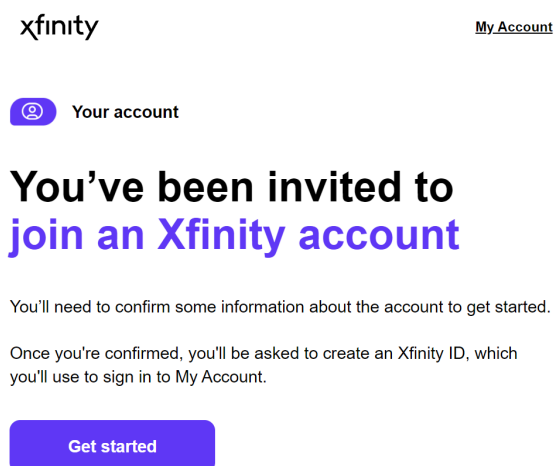 xfinity
My Account
Your account
You’ve been invited to
join an Xfinity account
You’ll need to confirm some information about the account to get started.
Once you're confirmed, you'll be asked to create an Xfinity ID, which
you'll use to sign in to My Account.
Get started